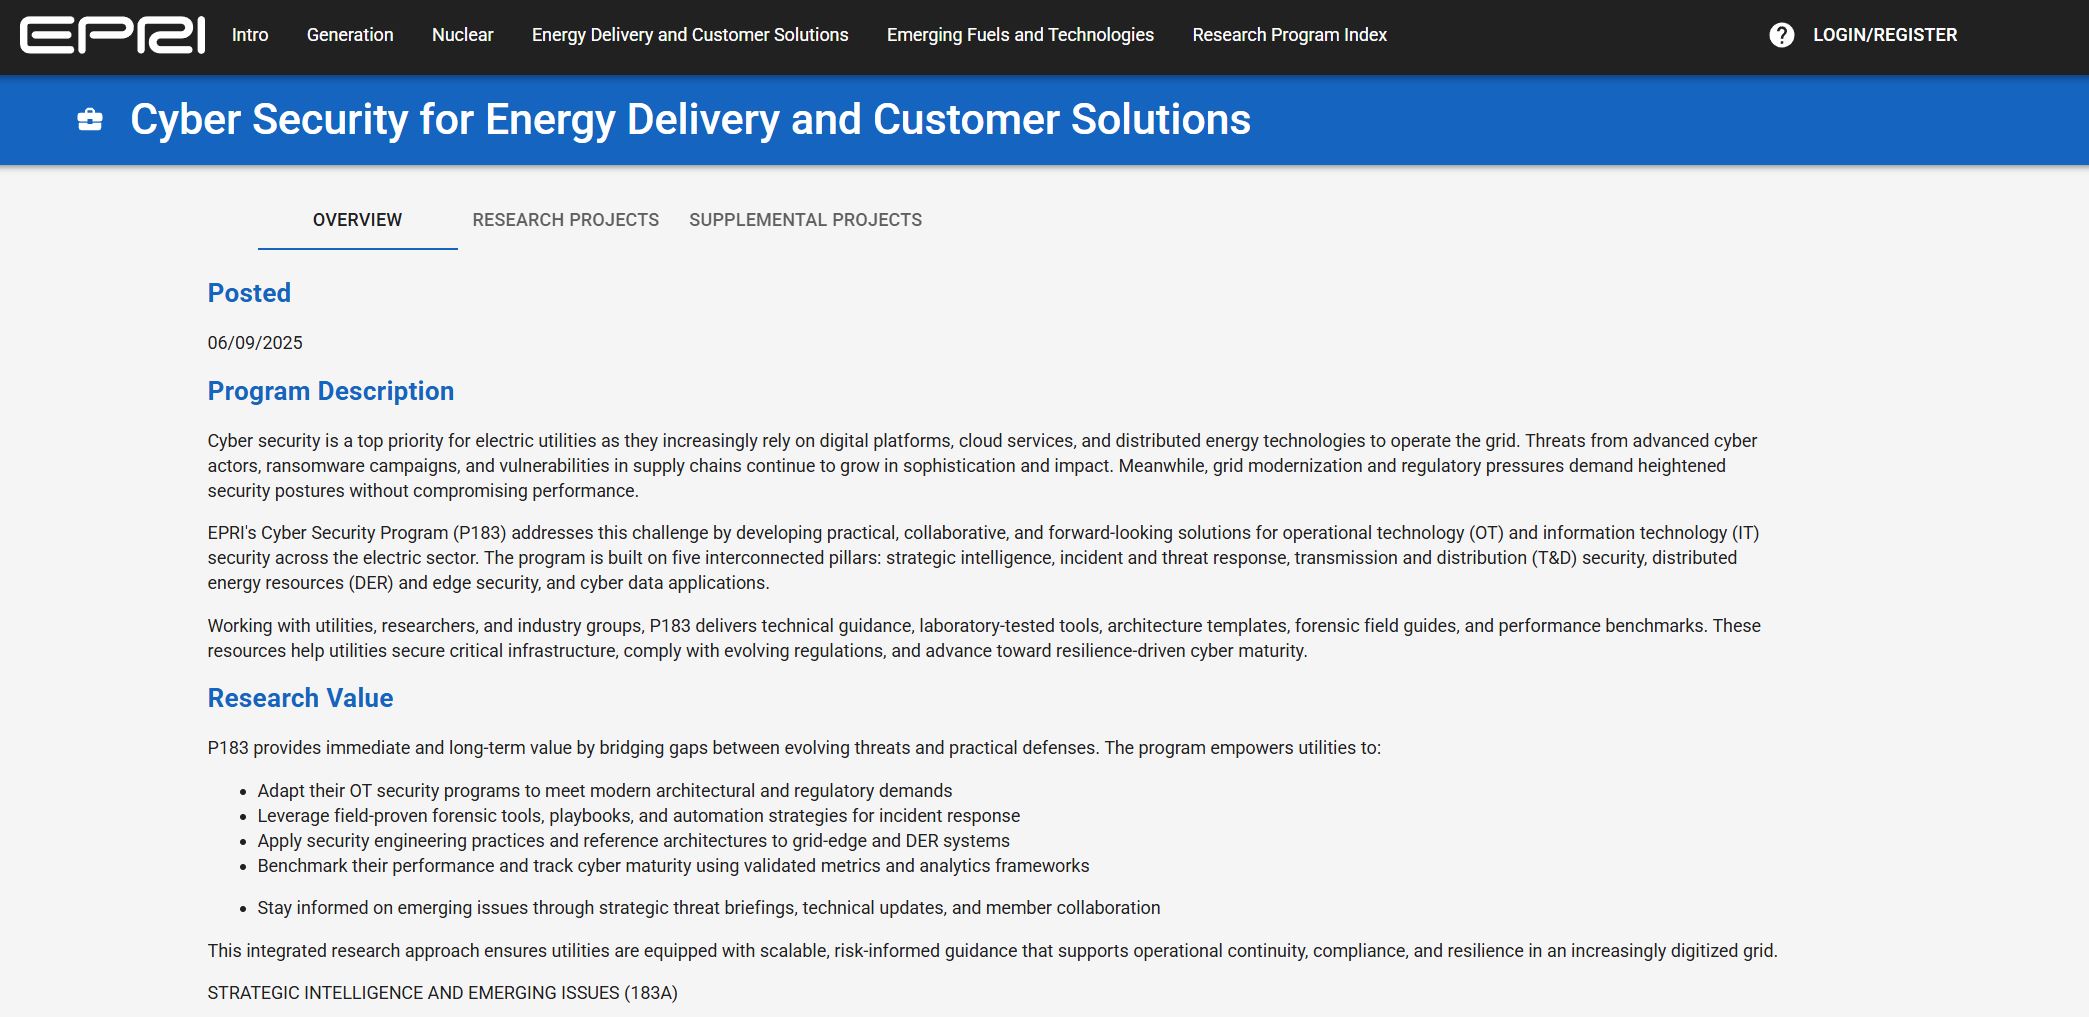 EPRI Intro Generation Nuclear Energy Delivery and Customer Solutions Emerging Fuels and Technologies Research Program Index ? LOGIN/REGISTER
Cyber Security for Energy Delivery and Customer Solutions
OVERVIEW RESEARCH PROJECTS SUPPLEMENTAL PROJECTS
Posted
06/09/2025
Program Description
Cyber security is a top priority for electric utilities as they increasingly rely on digital platforms, cloud services, and distributed energy technologies to operate the grid. Threats from advanced cyber
actors, ransomware campaigns, and vulnerabilities in supply chains continue to grow in sophistication and impact. Meanwhile, grid modernization and regulatory pressures demand heightened
security postures without compromising performance.
EPRI's Cyber Security Program (P183) addresses this challenge by developing practical, collaborative, and forward-looking solutions for operational technology (OT) and information technology (IT)
security across the electric sector. The program is built on five interconnected pillars: strategic intelligence, incident and threat response, transmission and distribution (T&D) security, distributed
energy resources (DER) and edge security, and cyber data applications.
Working with utilities, researchers, and industry groups, P183 delivers technical guidance, laboratory-tested tools, architecture templates, forensic field guides, and performance benchmarks. These
resources help utilities secure critical infrastructure, comply with evolving regulations, and advance toward resilience-driven cyber maturity.
Research Value
P183 provides immediate and long-term value by bridging gaps between evolving threats and practical defenses. The program empowers utilities to:
• Adapt their OT security programs to meet modern architectural and regulatory demands
• Leverage field-proven forensic tools, playbooks, and automation strategies for incident response
• Apply security engineering practices and reference architectures to grid-edge and DER systems
• Benchmark their performance and track cyber maturity using validated metrics and analytics frameworks
• Stay informed on emerging issues through strategic threat briefings, technical updates, and member collaboration
This integrated research approach ensures utilities are equipped with scalable, risk-informed guidance that supports operational continuity, compliance, and resilience in an increasingly digitized grid.
STRATEGIC INTELLIGENCE AND EMERGING ISSUES (183A)